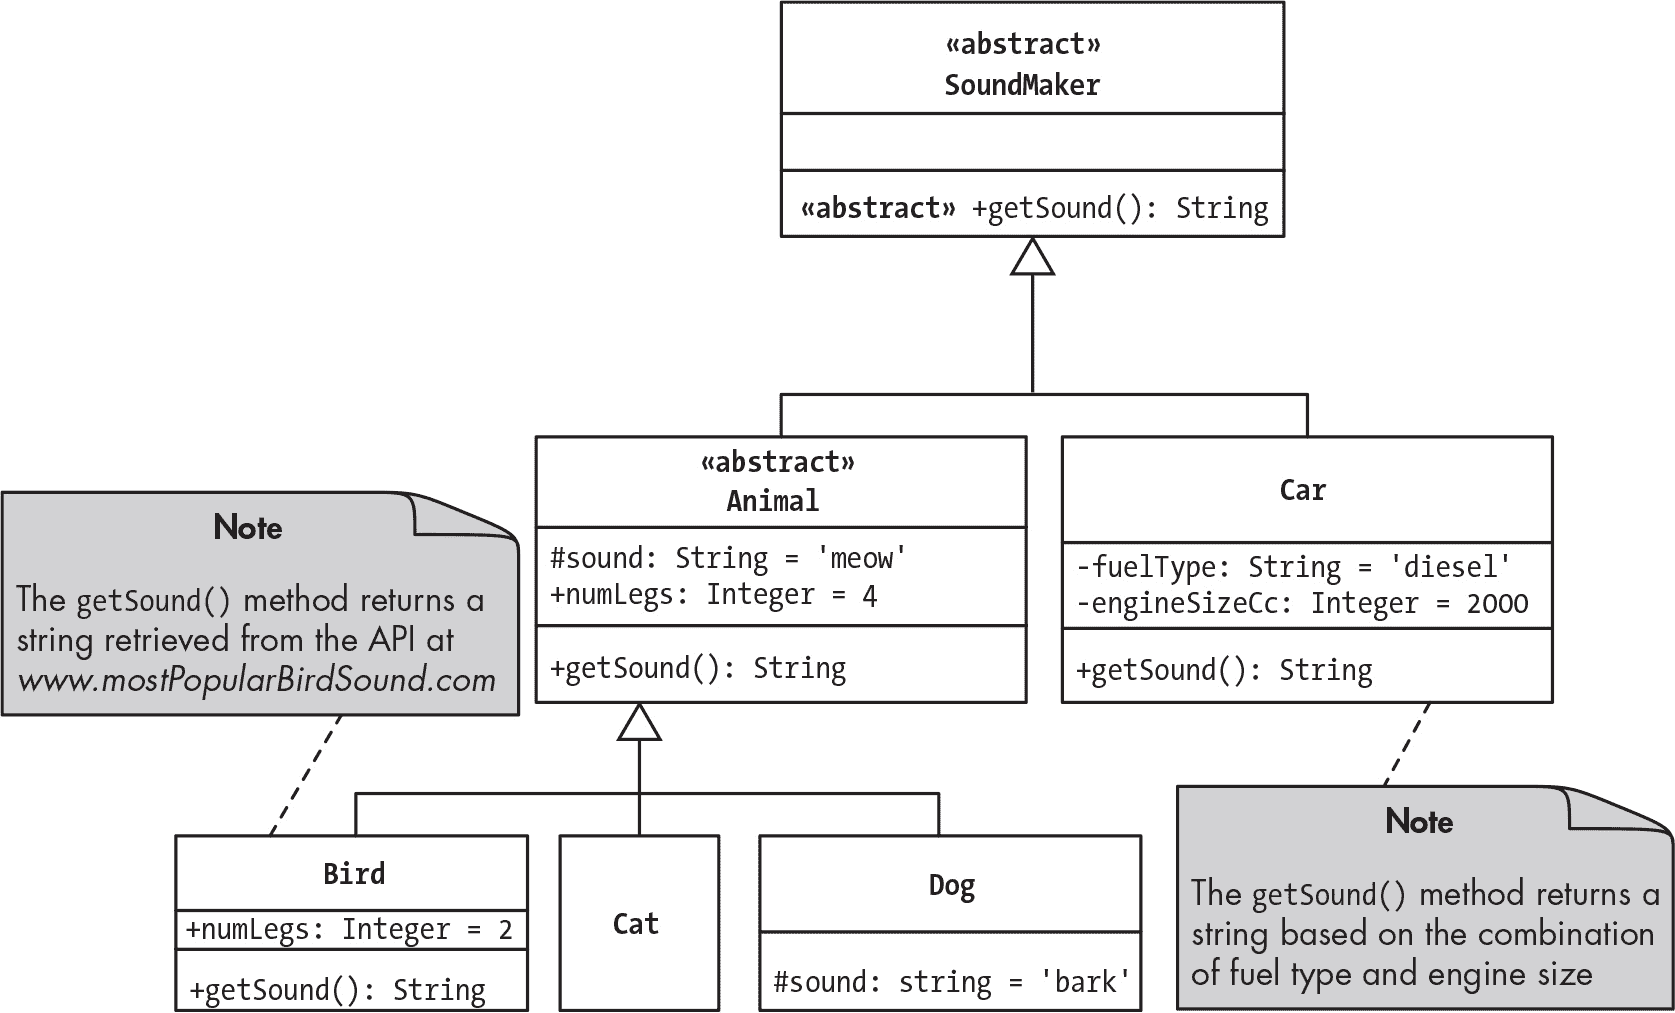 «abstract»
SoundMaker
«abstract» +getSound(): String
«abstract»
Animal
#sound: String = 'meow'
+numLegs: Integer = 4
+getSound(): String
Car
-fuelType: String = 'diesel'
-engineSizeCc: Integer = 2000
+getSound(): String
Note
The getSound() method returns a
string retrieved from the API at
www.mostPopularBirdSound.com
Bird
+numLegs: Integer = 2
+getSound(): String
Cat
Dog
#sound: string = 'bark'
Note
The getSound() method returns a
string based on the combination
of fuel type and engine size